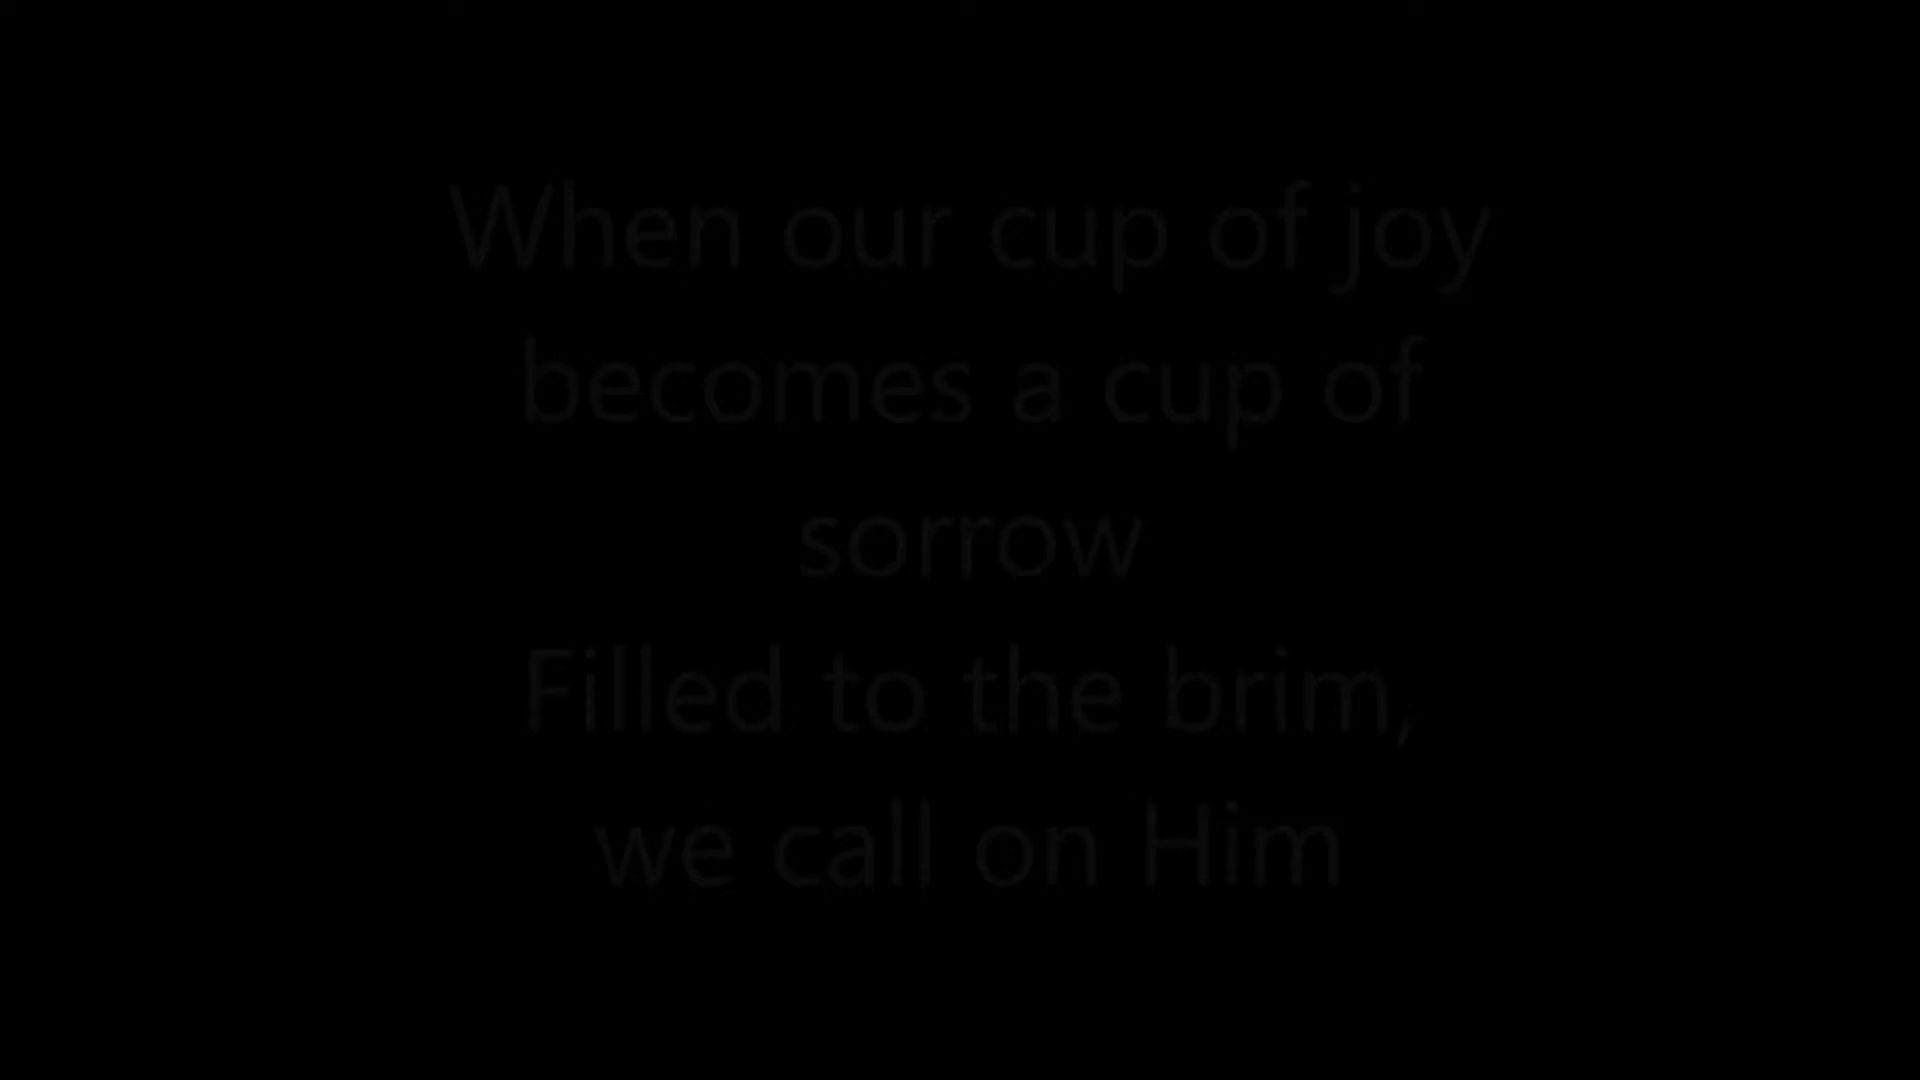 When our cup of joy
becomes a cup of
sorrow
Filled to the brim,
we call on Him